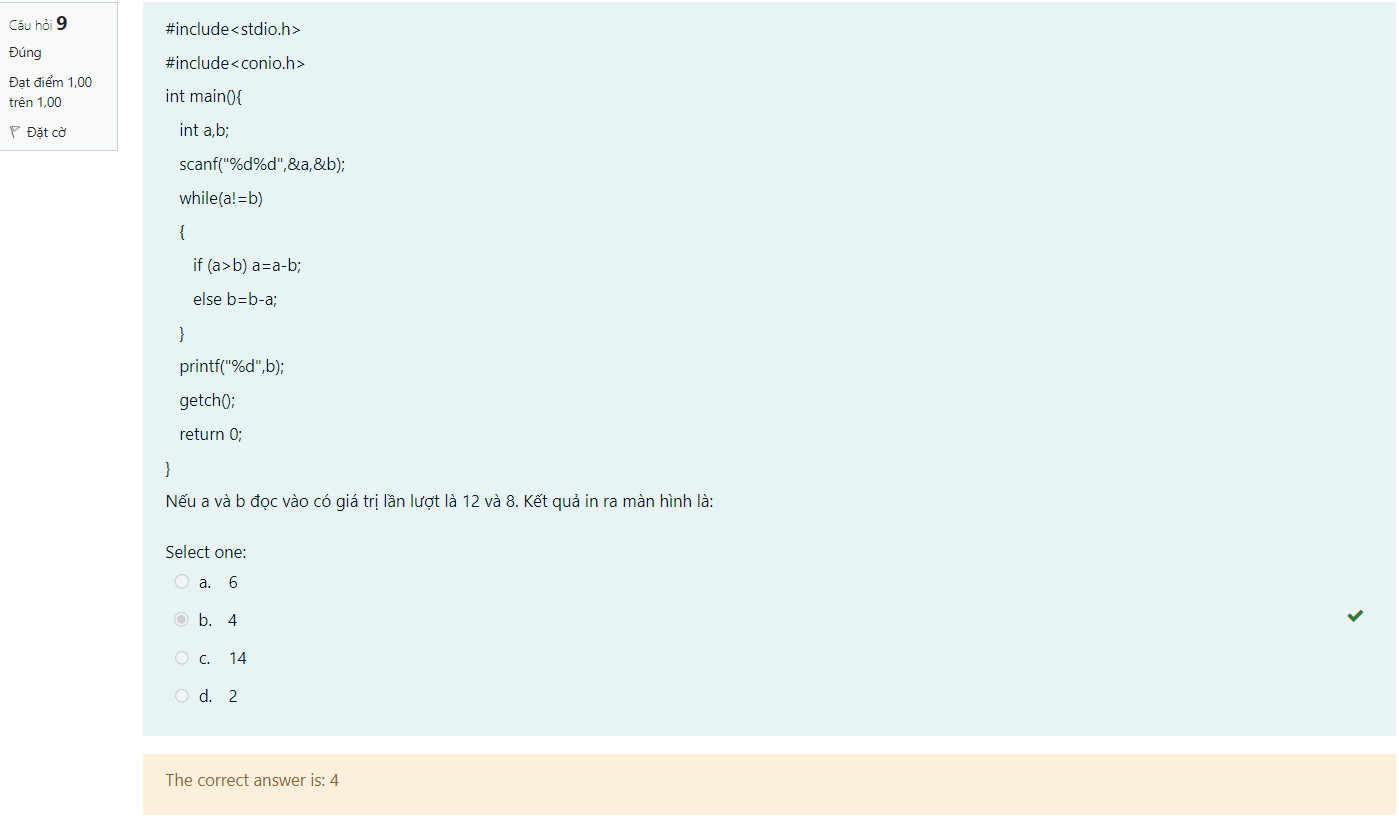 Câu hỏi 9
Đúng
Đạt điểm 1,00
trên 1,00
Đặt cờ
#include<stdio.h>
#include<conio.h>
int main(){
int a,b;
scanf("%d%d",&a,&b);
while(a!=b)
{
if (a>b) a=a-b;
else b=b-a;
}
printf("%d",b);
getch();
return 0;
}
Nếu a và b đọc vào có giá trị lần lượt là 12 và 8. Kết quả in ra màn hình là:
Select one:
a. 6
b. 4
c. 14
d. 2
The correct answer is: 4